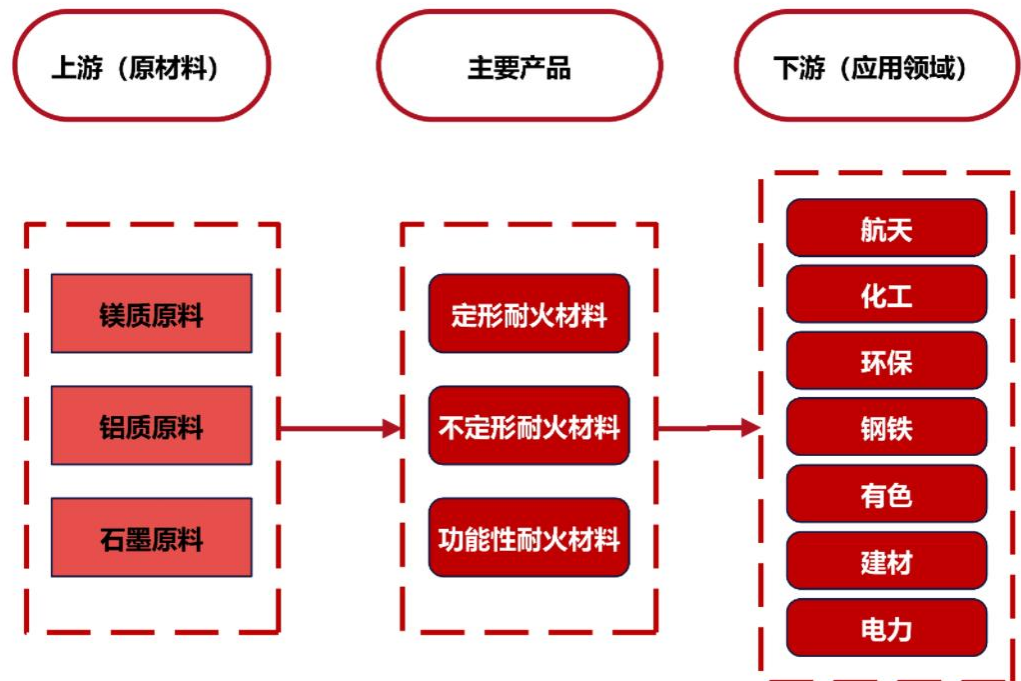 上游（原材料）
主要产品
下游（应用领域）
镁质原料
铝质原料
石墨原料
定形耐火材料
不定形耐火材料
功能性耐火材料
航天
化工
环保
钢铁
有色
建材
电力